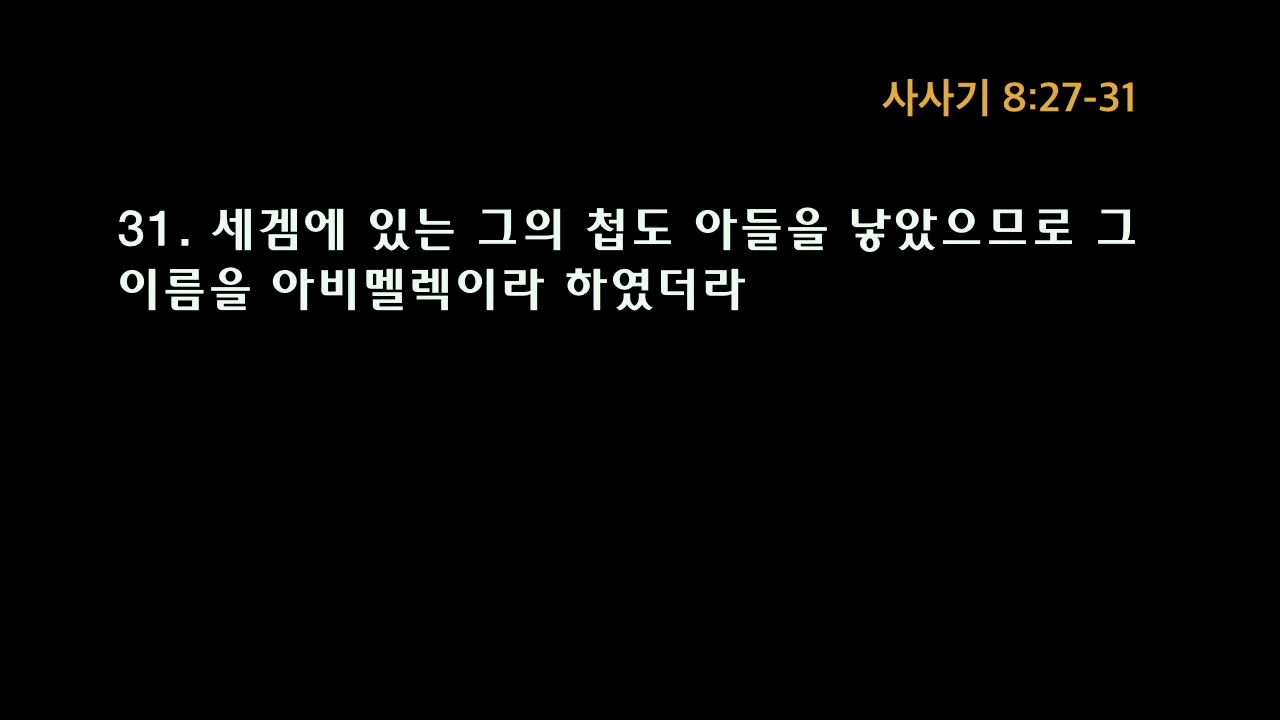 사사기 8:27-31
31. 세겜에 있는 그의 첩도 아들을 낳았으므로 그
이름을 아비멜렉이라 하였더라